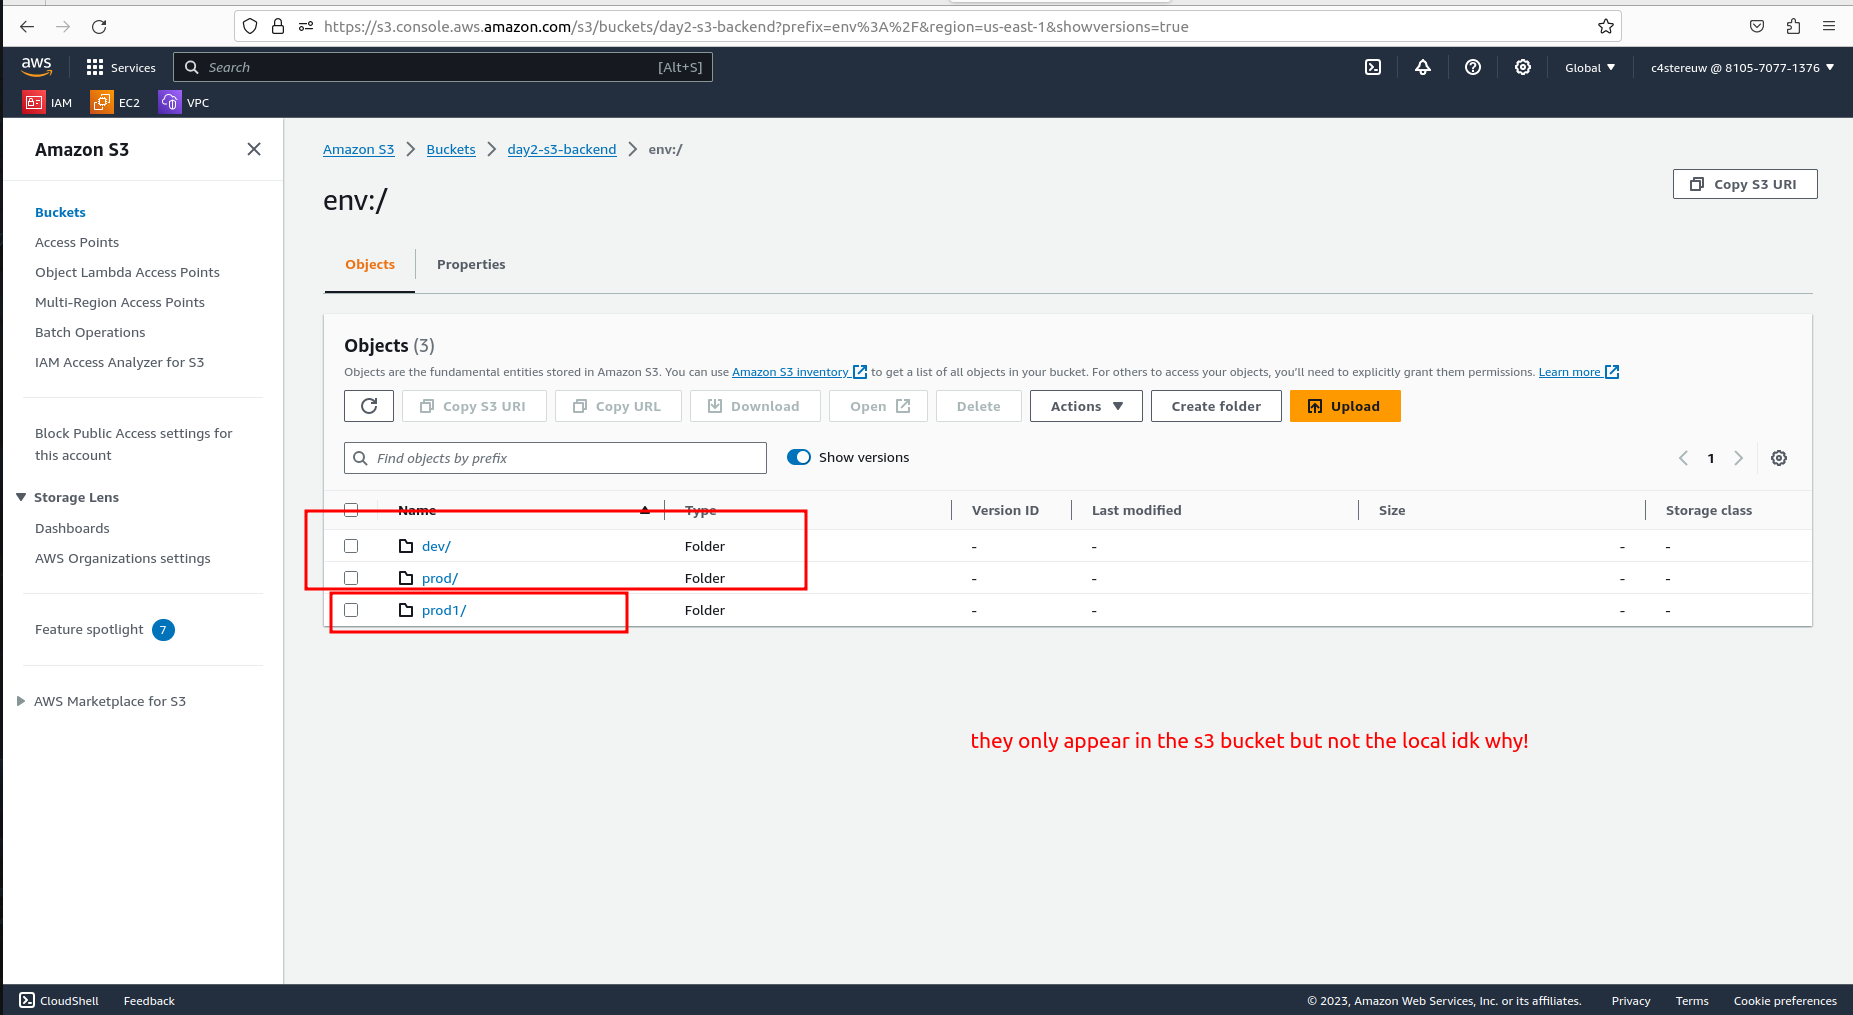 https://s3.console.aws.amazon.com/s3/buckets/day2-s3-backend?prefix=env%3A%2F&region=us-east-1&showversions=true
aws
Services
Search
[Alt+S]
Global
c4stereuw @ 8105-7077-1376
IAM
EC2
VPC
Amazon S3
Buckets
Access Points
Object Lambda Access Points
Multi-Region Access Points
Batch Operations
IAM Access Analyzer for S3
Block Public Access settings for
this account
Storage Lens
Dashboards
AWS Organizations settings
Feature spotlight 7
AWS Marketplace for S3
Amazon S3 > Buckets > day2-s3-backend > env:/
env:/
Copy S3 URI
Objects
Properties
Objects (3)
Objects are the fundamental entities stored in Amazon S3. You can use Amazon S3 inventory to get a list of all objects in your bucket. For others to access your objects, you'll need to explicitly grant them permissions. Learn more
Copy S3 URI
Copy URL
Download
Open
Delete
Actions
Create folder
Upload
Find objects by prefix
Show versions
1
Name Type Version ID Last modified Size Storage class
dev/ Folder - - - -
prod/ Folder - - - -
prod1/ Folder - - - -
they only appear in the s3 bucket but not the local idk why!
CloudShell
Feedback
© 2023, Amazon Web Services, Inc. or its affiliates.
Privacy
Terms
Cookie preferences